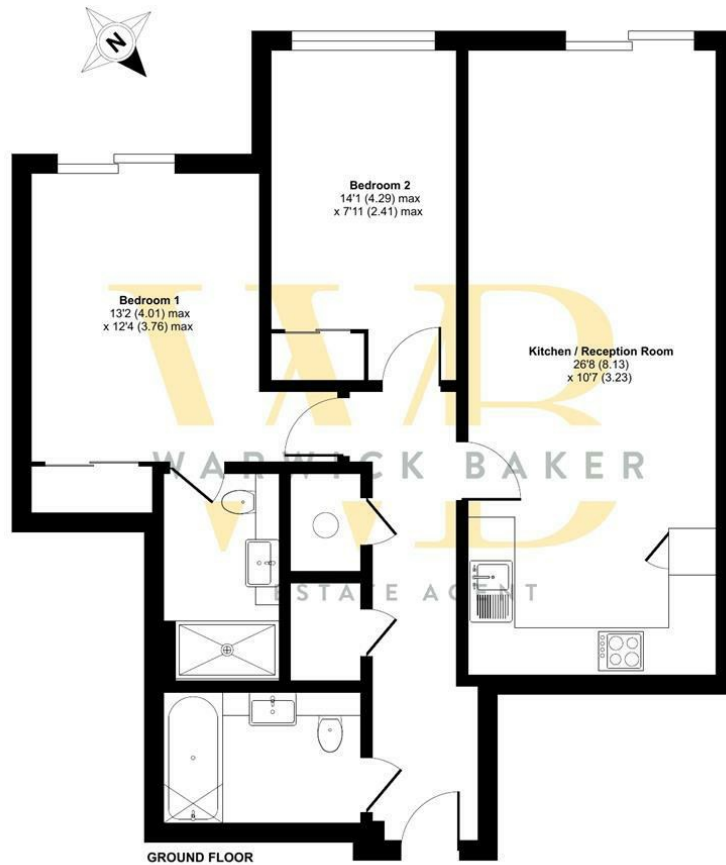 N
Bedroom 2
14'1 (4.29) max
x 7'11 (2.41) max
Bedroom 1
13'2 (4.01) max
x 12'4 (3.76) max
Kitchen / Reception Room
26'8 (8.13)
x 10'7 (3.23)
WB
WARWICK BAKER
ESTATE AGENT
GROUND FLOOR